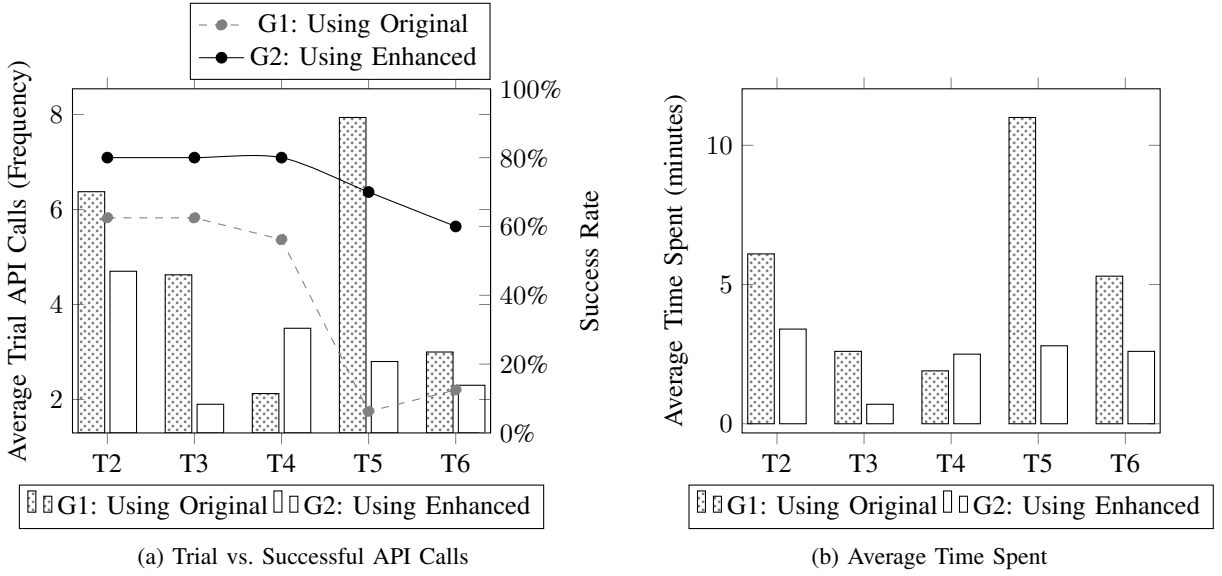 G1: Using Original
G2: Using Enhanced
Average Trial API Calls (Frequency)
8
6
4
2
100%
80%
60%
40%
20%
0%
Success Rate
T2 T3 T4 T5 T6
G1: Using Original G2: Using Enhanced
(a) Trial vs. Successful API Calls
Average Time Spent (minutes)
10
5
0
T2 T3 T4 T5 T6
G1: Using Original G2: Using Enhanced
(b) Average Time Spent